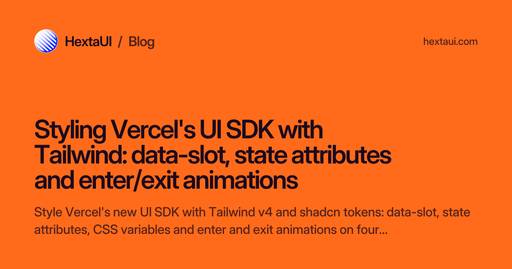 HextaUI / Blog
hextaui.com
Styling Vercel's UI SDK with
Tailwind: data-slot, state attributes
and enter/exit animations
Style Vercel's new UI SDK with Tailwind v4 and shadcn tokens: data-slot, state
attributes, CSS variables and enter and exit animations on four...